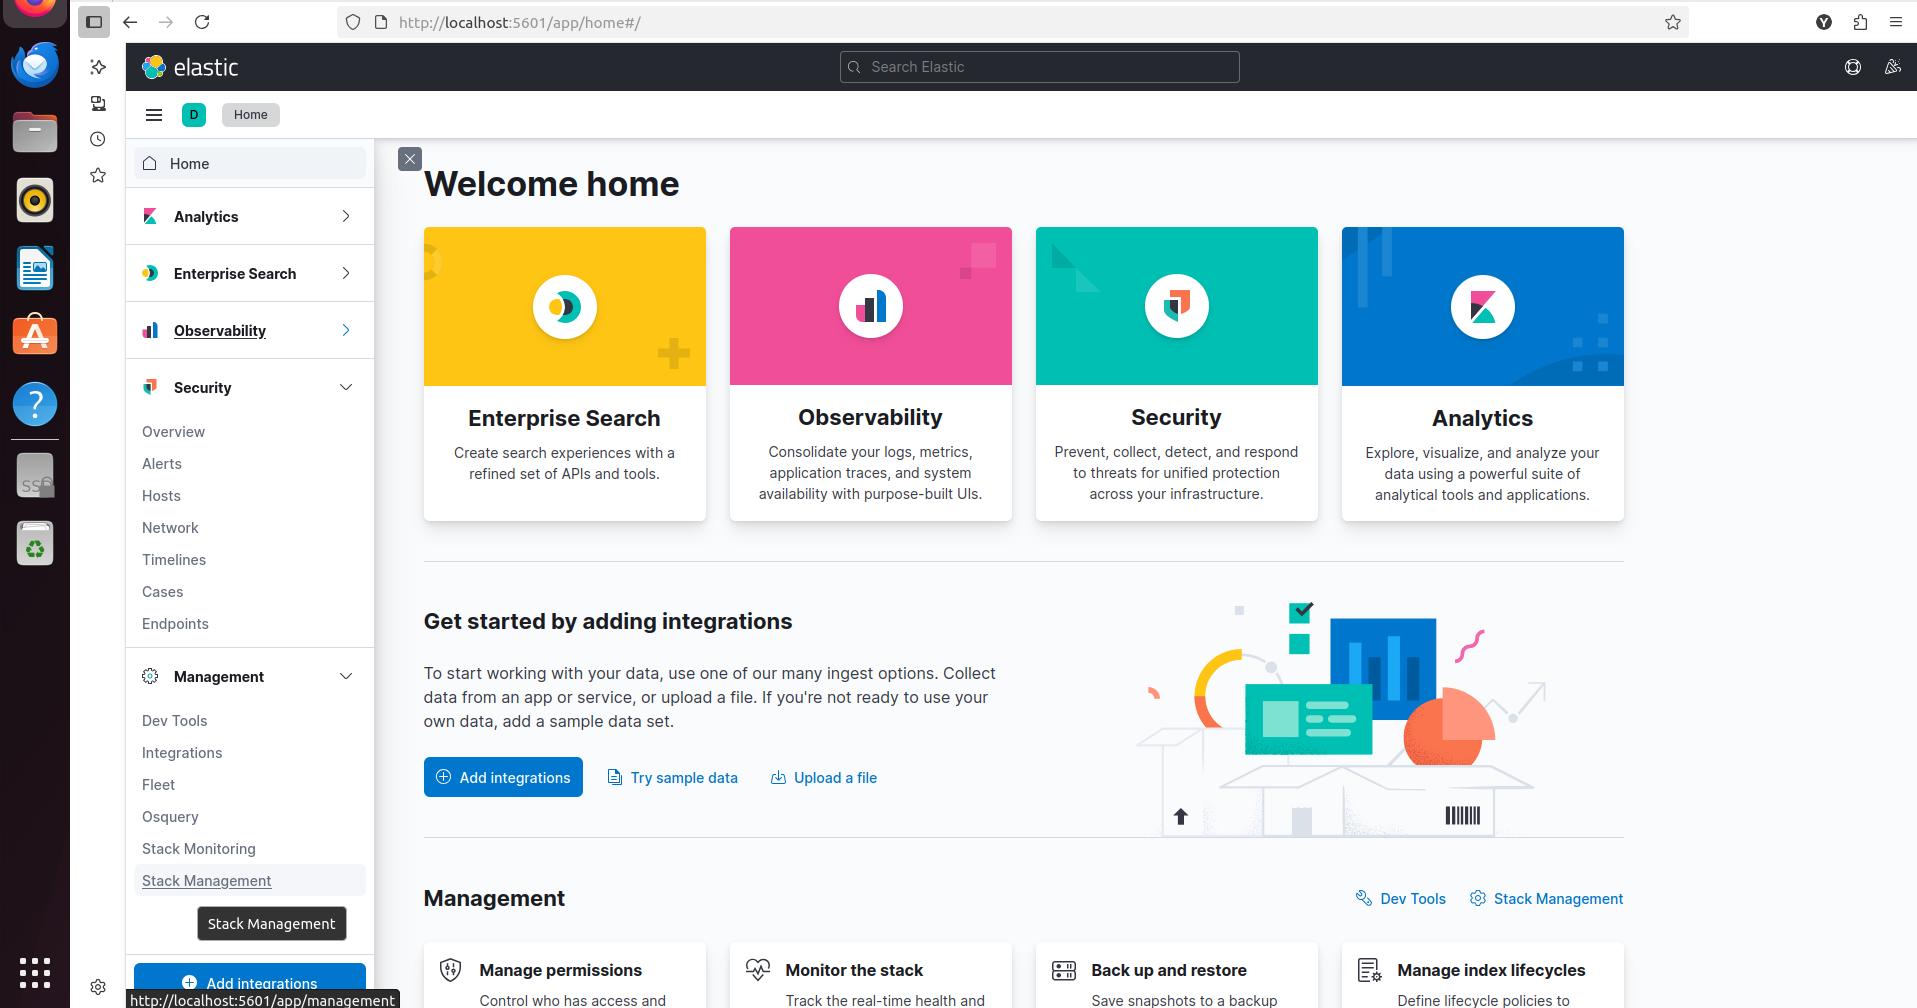 http://localhost:5601/app/home#/
elastic
Search Elastic
D
Home
Home
Analytics
Enterprise Search
Observability
Security
Overview
Alerts
Hosts
Network
Timelines
Cases
Endpoints
Management
Dev Tools
Integrations
Fleet
Osquery
Stack Monitoring
Stack Management
Stack Management
Add integrations
http://localhost:5601/app/management
Welcome home
Enterprise Search
Create search experiences with a
refined set of APIs and tools.
Observability
Consolidate your logs, metrics,
application traces, and system
availability with purpose-built UIs.
Security
Prevent, collect, detect, and respond
to threats for unified protection
across your infrastructure.
Analytics
Explore, visualize, and analyze your
data using a powerful suite of
analytical tools and applications.
Get started by adding integrations
To start working with your data, use one of our many ingest options. Collect
data from an app or service, or upload a file. If you're not ready to use your
own data, add a sample data set.
Add integrations
Try sample data
Upload a file
Management
Dev Tools
Stack Management
Manage permissions
Control who has access and
Monitor the stack
Track the real-time health and
Back up and restore
Save snapshots to a backup
Manage index lifecycles
Define lifecycle policies to